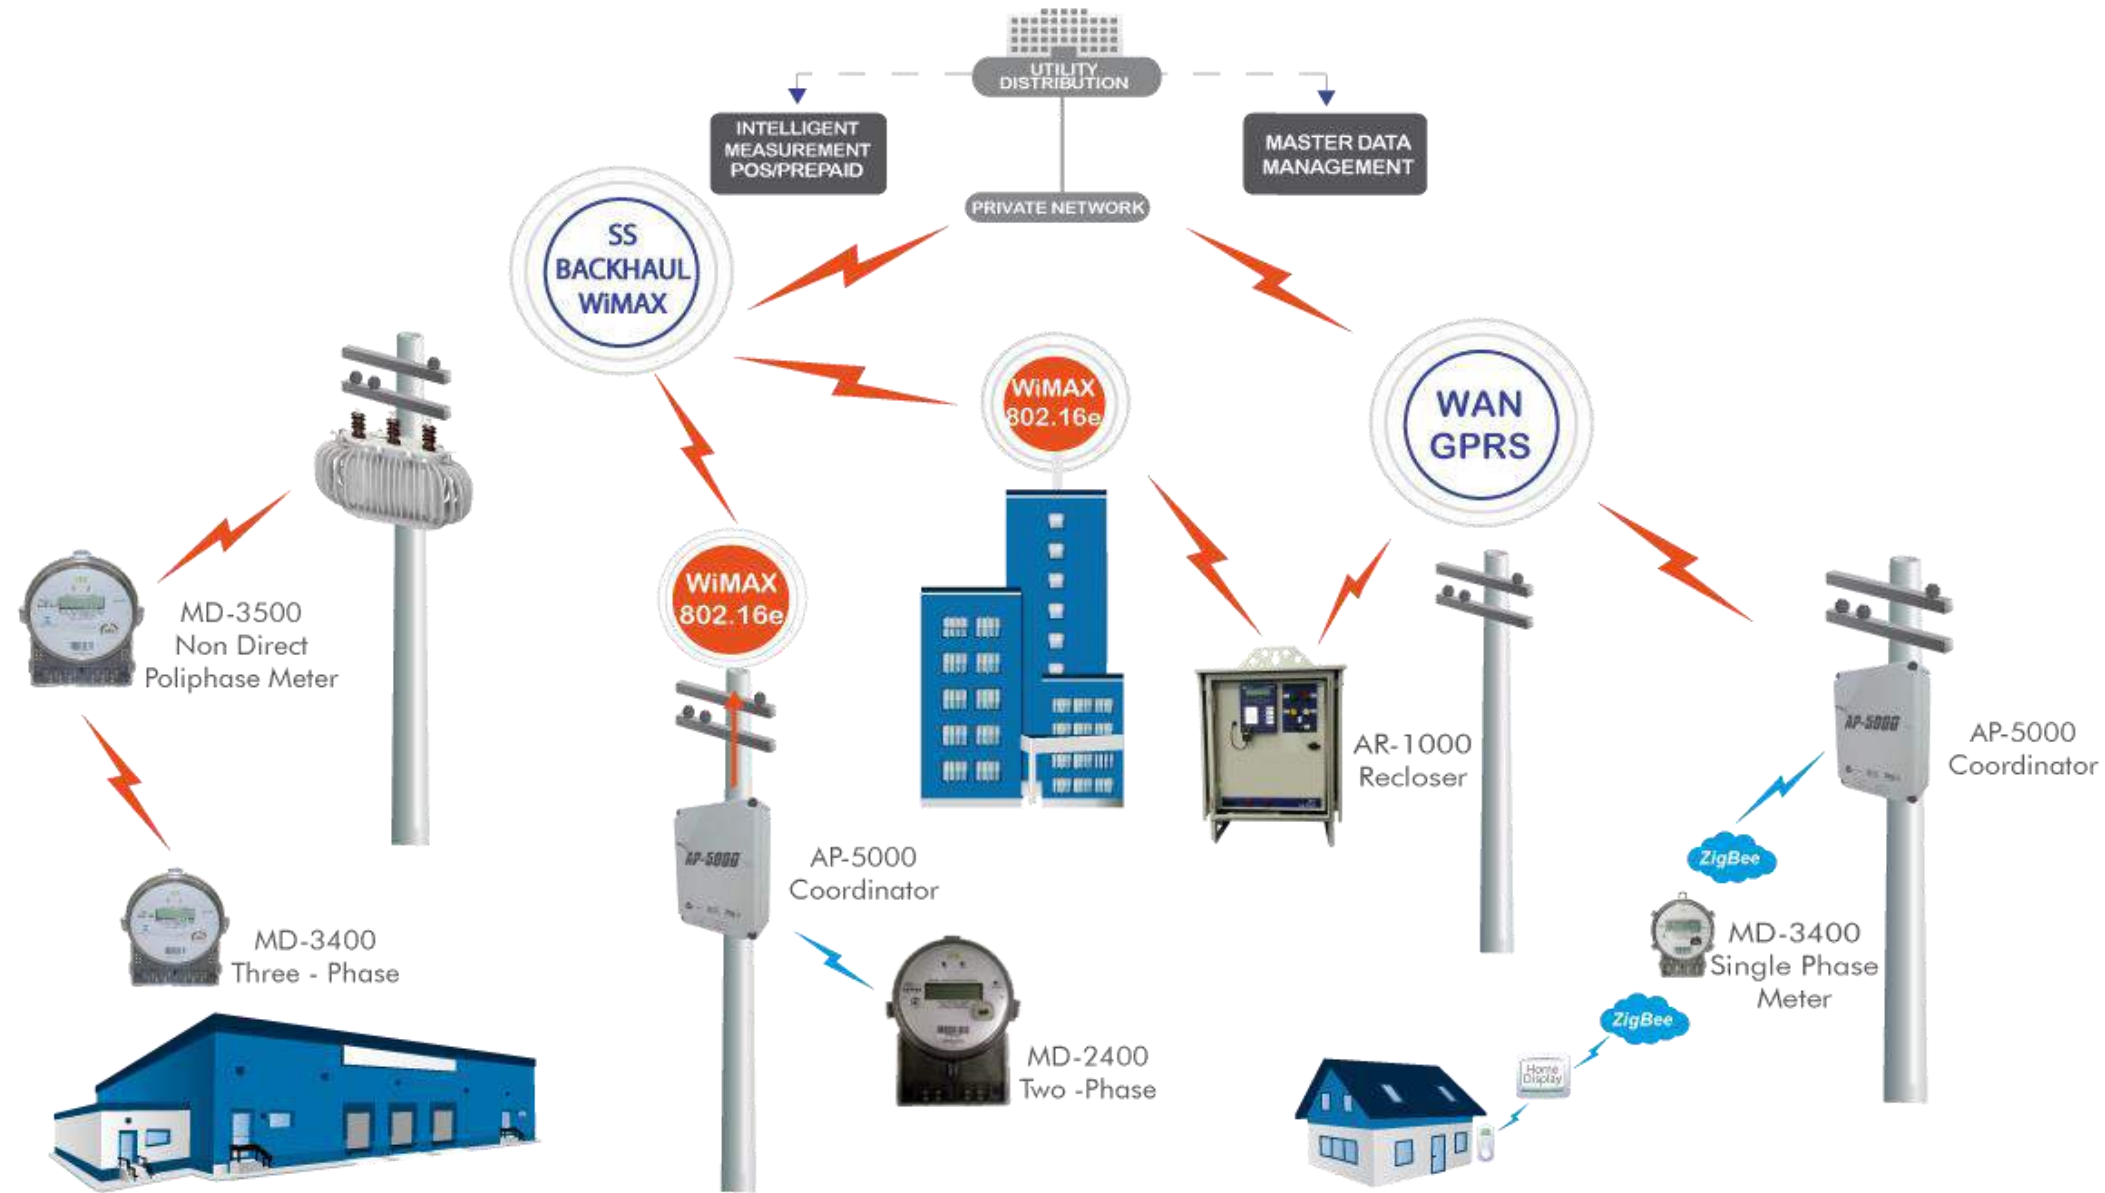 UTILITY
DISTRIBUTION
INTELLIGENT
MEASUREMENT
POS/PREPAID
MASTER DATA
MANAGEMENT
PRIVATE NETWORK
SS
BACKHAUL
WiMAX
WiMAX
802.16e
WAN
GPRS
WiMAX
802.16e
MD-3500
Non Direct
Poliphase Meter
AP-5000
AP-5000
Coordinator
AR-1000
Recloser
AP-5000
AP-5000
Coordinator
ZigBee
MD-3400
Three - Phase
MD-3400
Single Phase
Meter
ZigBee
MD-2400
Two -Phase
Home
Display